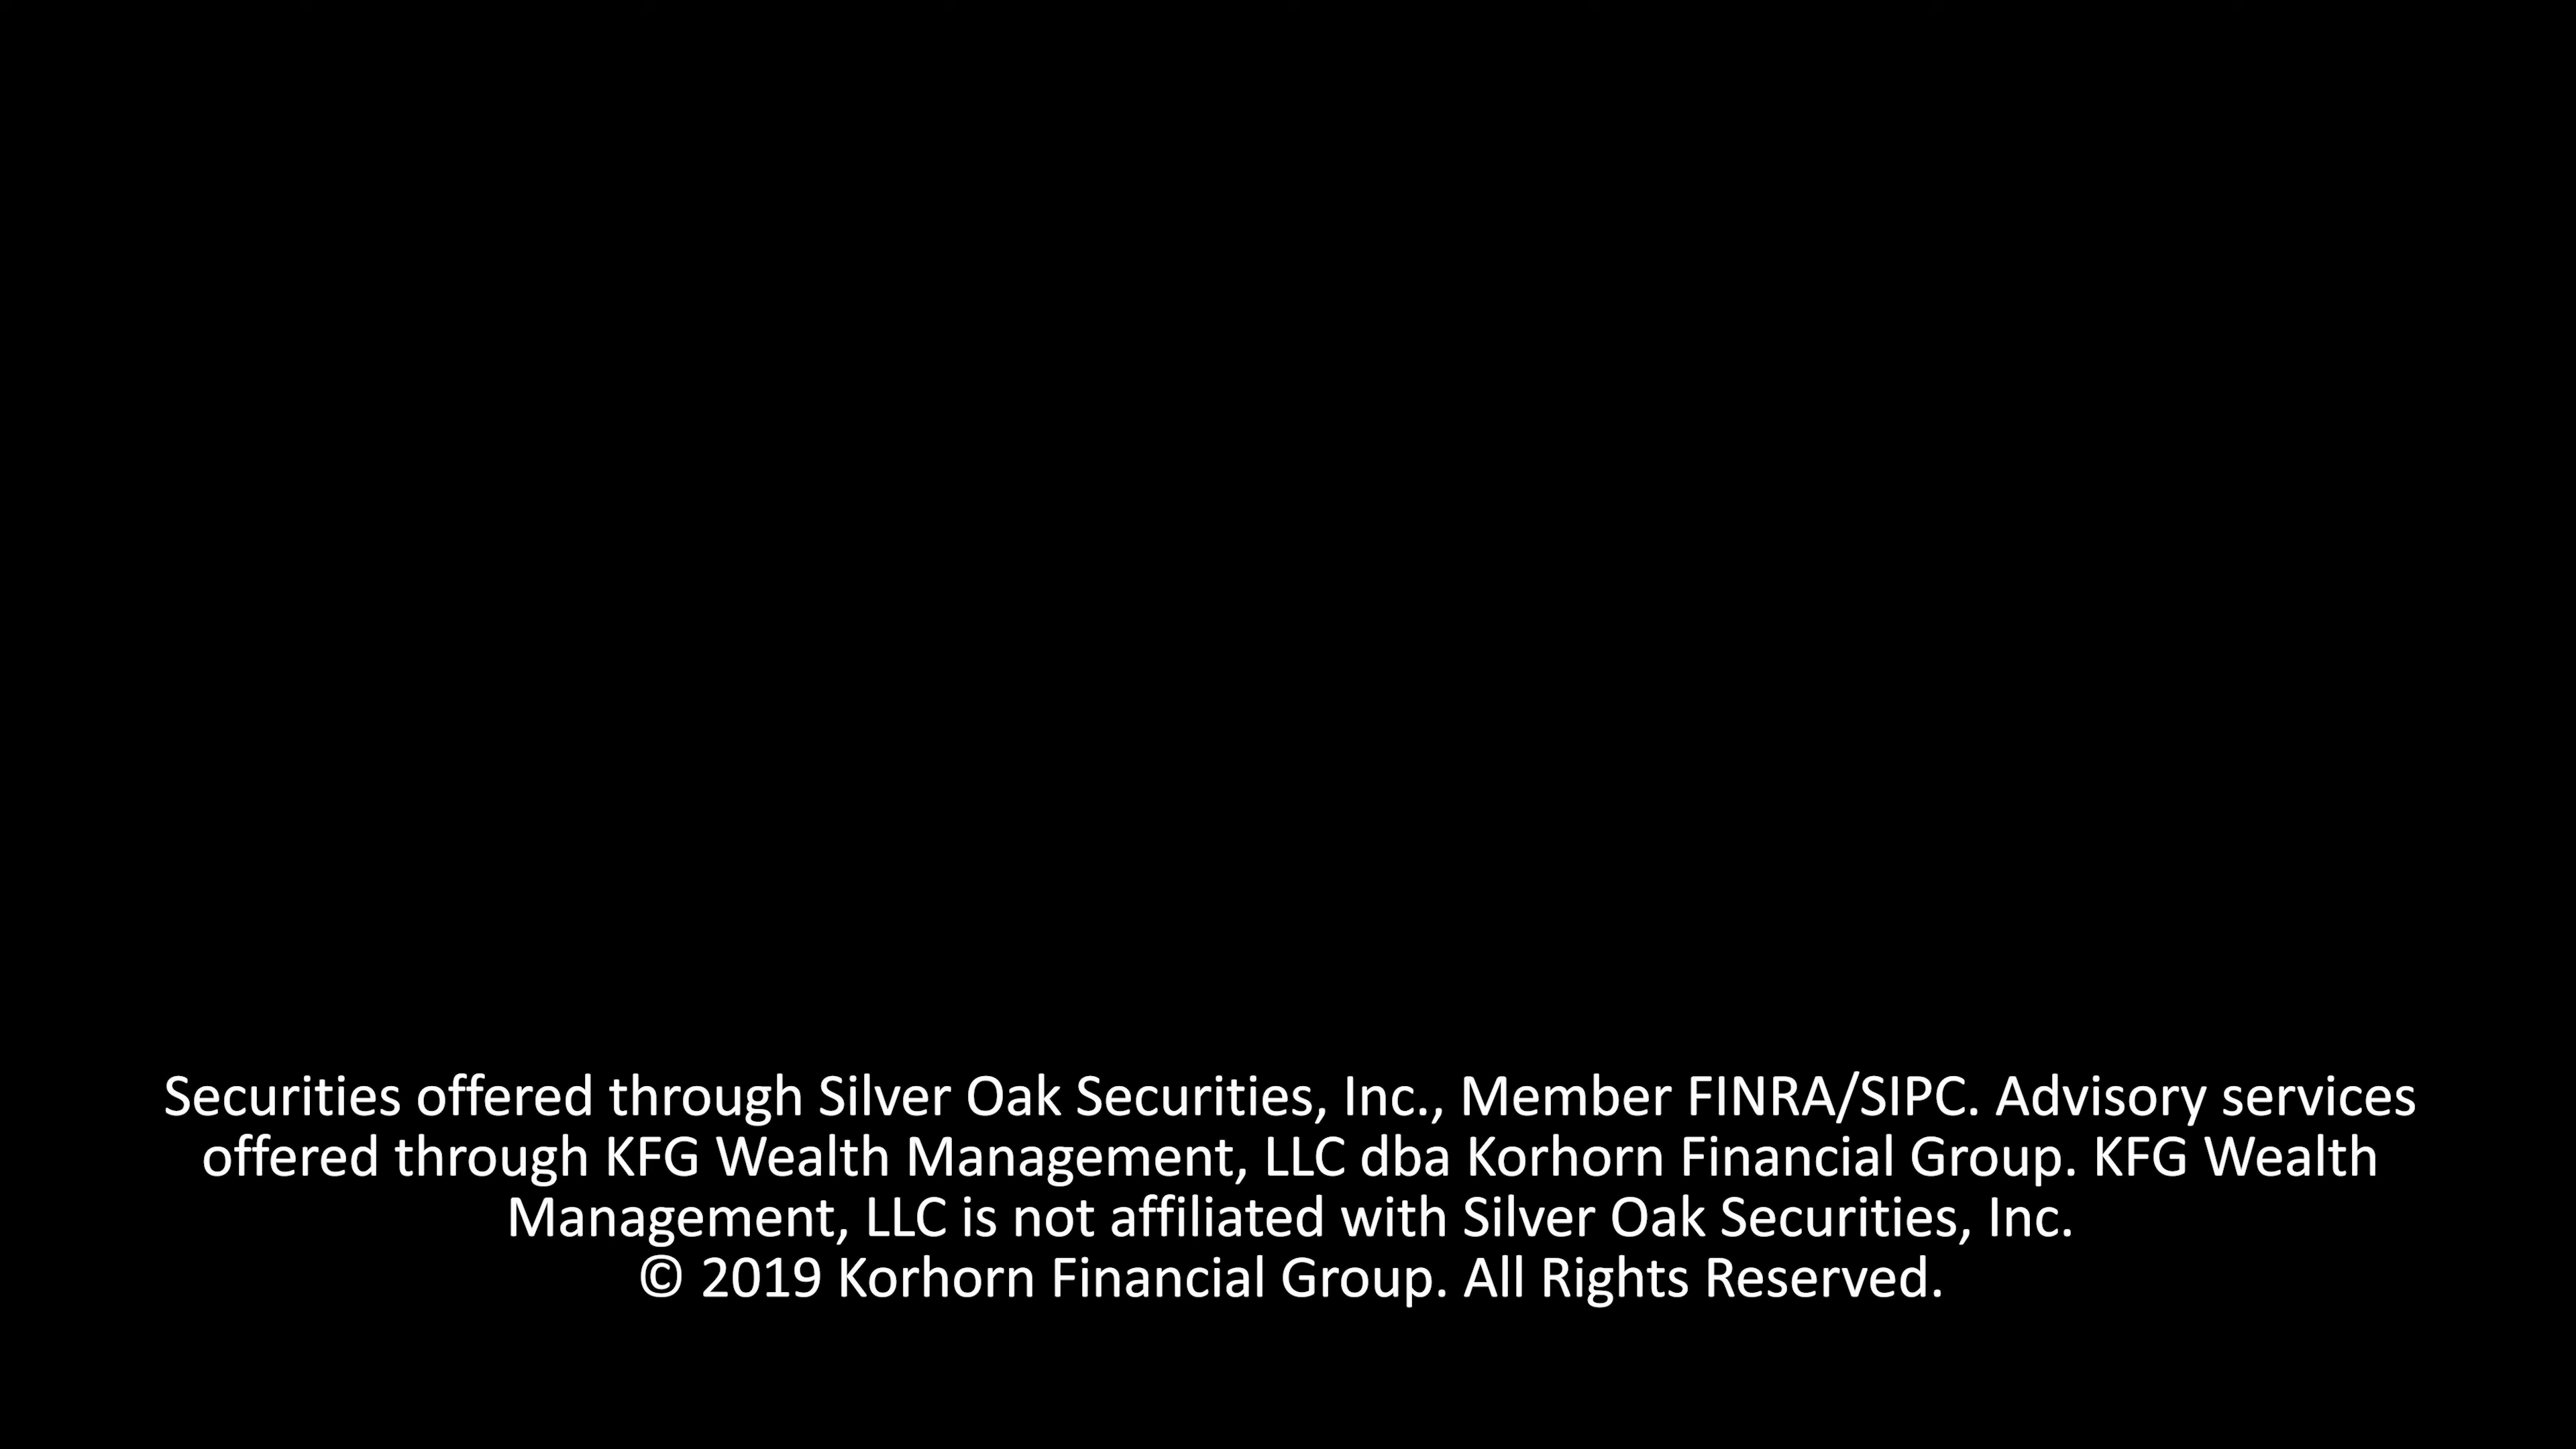 Securities offered through Silver Oak Securities, Inc., Member FINRA/SIPC. Advisory services
offered through KFG Wealth Management, LLC dba Korhorn Financial Group. KFG Wealth
Management, LLC is not affiliated with Silver Oak Securities, Inc.
© 2019 Korhorn Financial Group. All Rights Reserved.